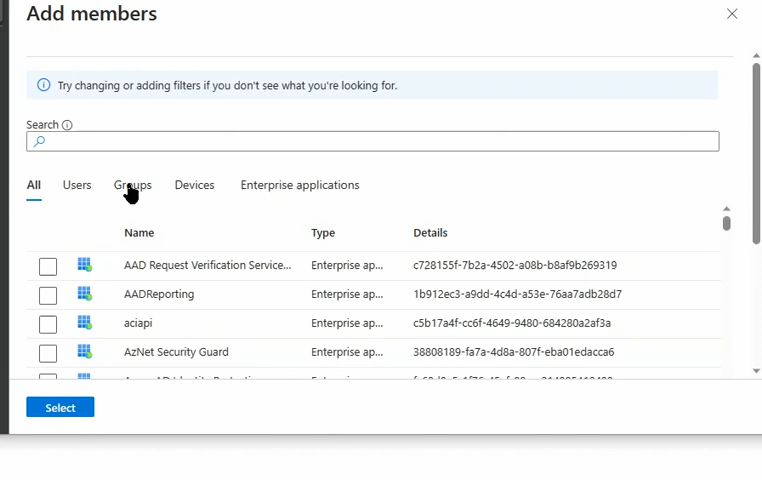 Add members
Try changing or adding filters if you don't see what you're looking for.
Search
All Users Groups Devices Enterprise applications
Name Type Details
AAD Request Verification Service... Enterprise ap... c728155f-7b2a-4502-a08b-b8af9b269319
AADReporting Enterprise ap... 1b912ec3-a9dd-4c4d-a53e-76aa7adb28d7
aciapi Enterprise ap... c5b17a4f-cc6f-4649-9480-684280a2af3a
AzNet Security Guard Enterprise ap... 38808189-fa7a-4d8a-807f-eba01edacca6
Select